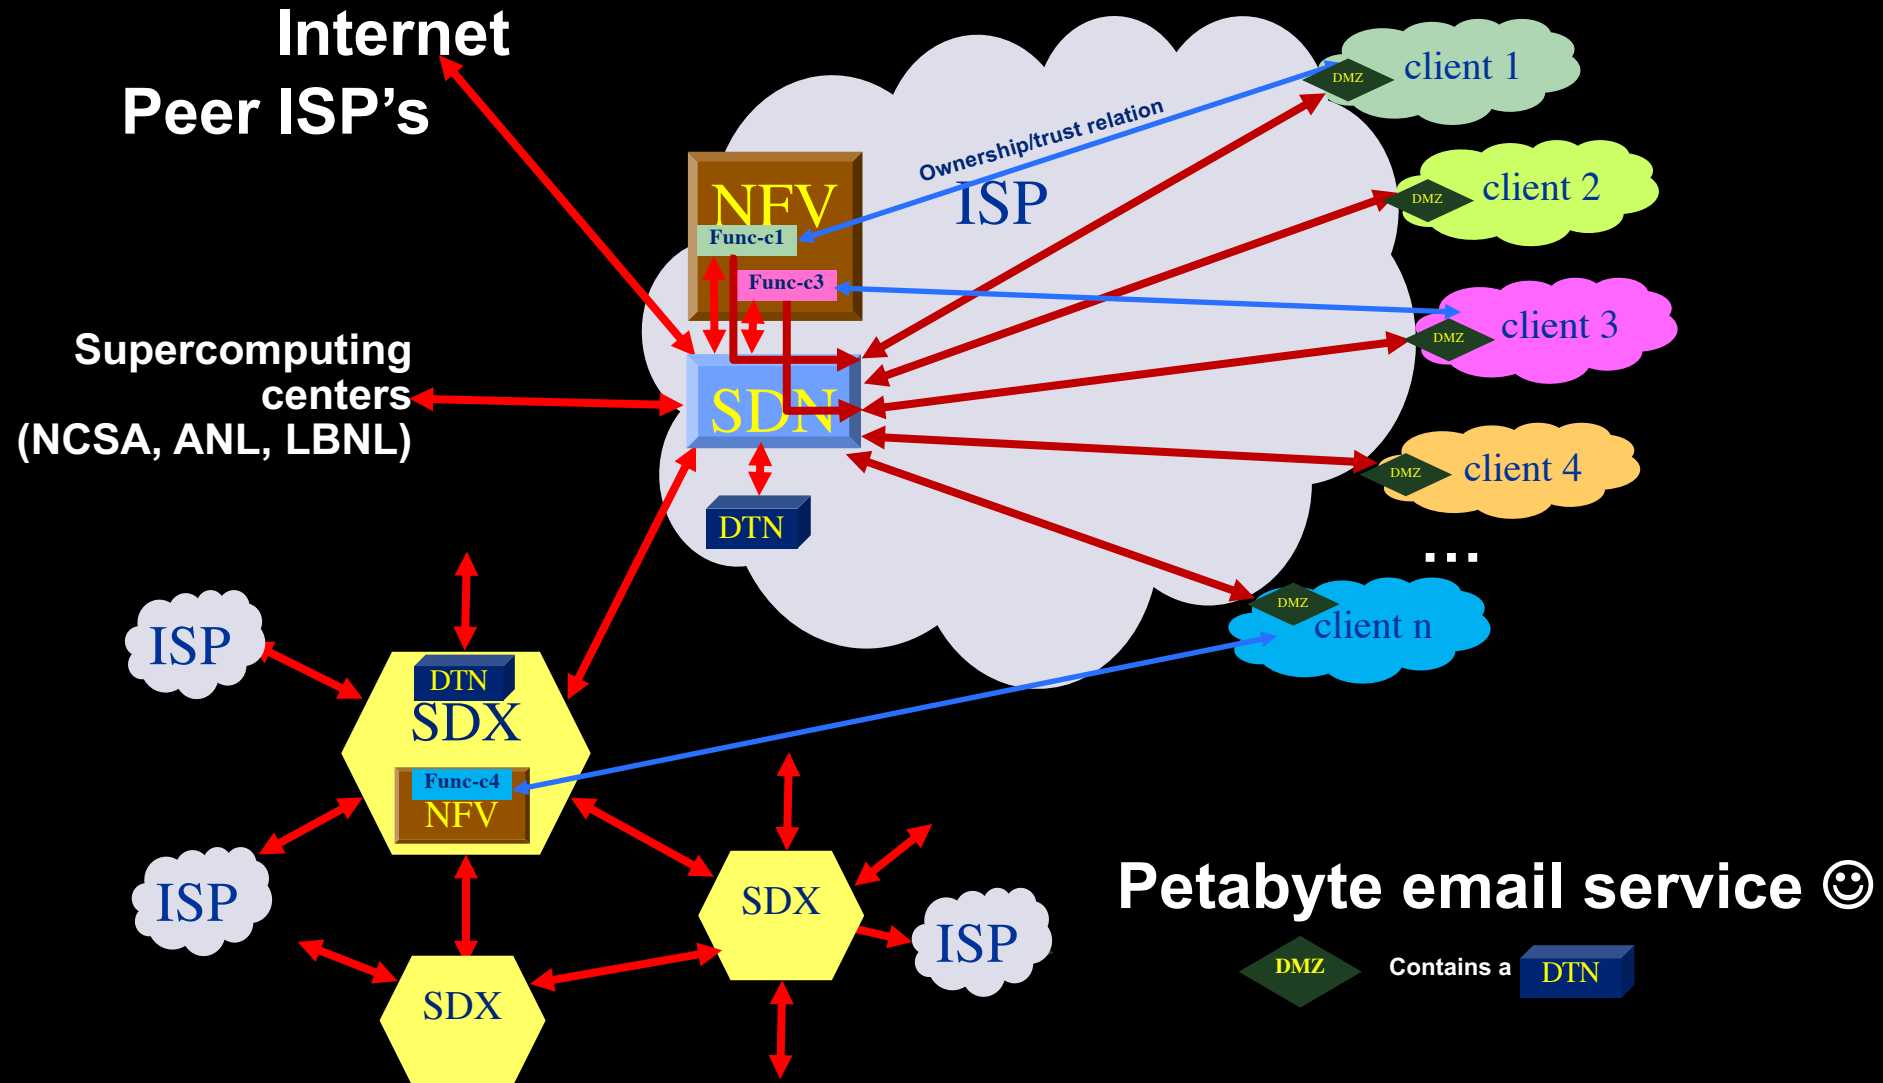 Internet
Peer ISP's
Supercomputing
centers
(NCSA, ANL, LBNL)
NFV
Func-c1
Func-c3
SDN
DTN
Ownership/trust relation
ISP
DMZ
client 1
DMZ
client 2
DMZ
client 3
DMZ
client 4
...
DMZ
client n
ISP
DTN
SDX
Func-c4
NFV
ISP
SDX
SDX
ISP
Petabyte email service ☺
DMZ Contains a DTN